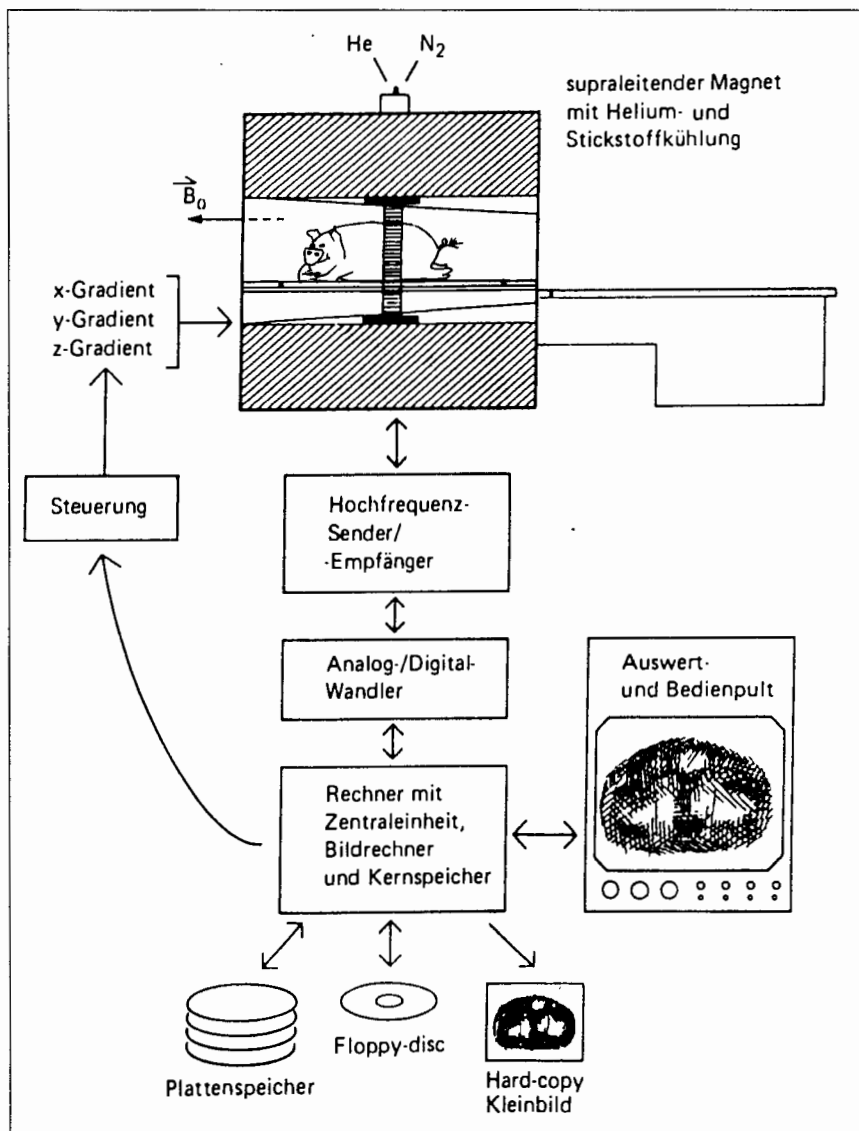 He N₂
supraleitender Magnet
mit Helium- und
Stickstoffkühlung
B₀
x-Gradient
y-Gradient
z-Gradient
Steuerung
Hochfrequenz-
Sender/
-Empfänger
Analog-/Digital-
Wandler
Auswert-
und Bedienpult
Rechner mit
Zentraleinheit,
Bildrechner
und Kernspeicher
Plattenspeicher
Floppy-disc
Hard-copy
Kleinbild